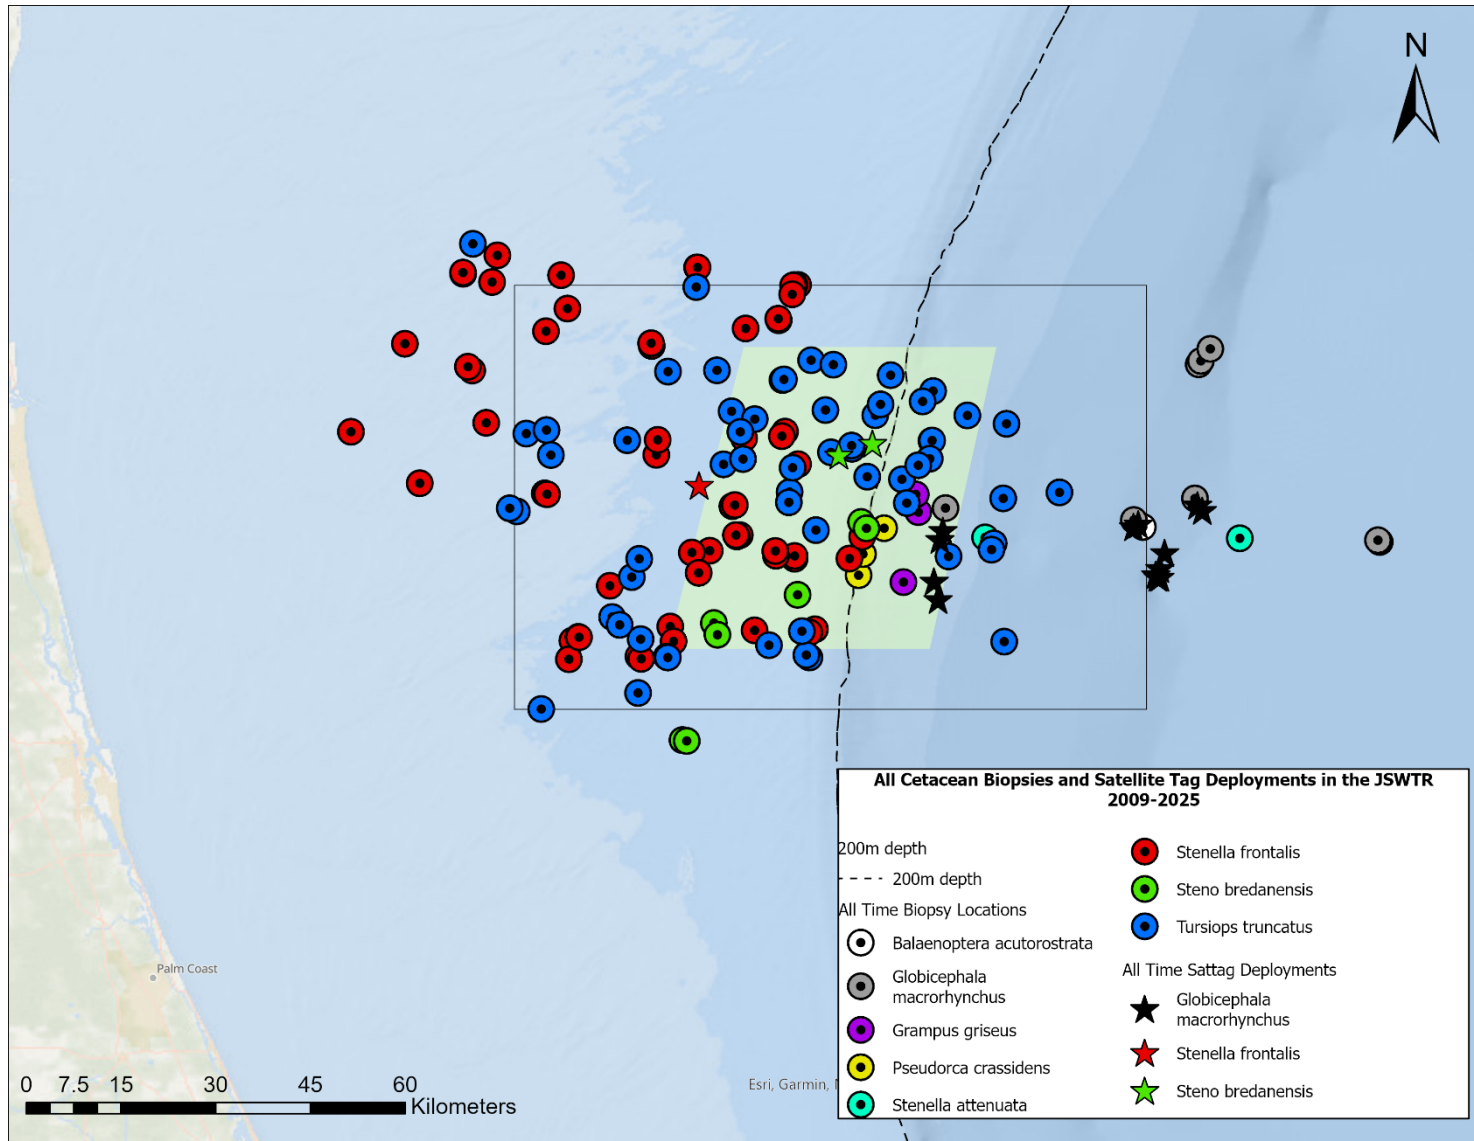 N
All Cetacean Biopsies and Satellite Tag Deployments in the JSWTR
2009-2025
200m depth
200m depth
All Time Biopsy Locations
Balaenoptera acutorostrata
Globicephala
macrorhynchus
Grampus griseus
Pseudorca crassidens
Stenella attenuata
Stenella frontalis
Steno bredanensis
Tursiops truncatus
All Time Sattag Deployments
Globicephala
macrorhynchus
Stenella frontalis
Steno bredanensis
Palm Coast
0 7.5 15 30 45 60
Kilometers
Esri, Garmin,